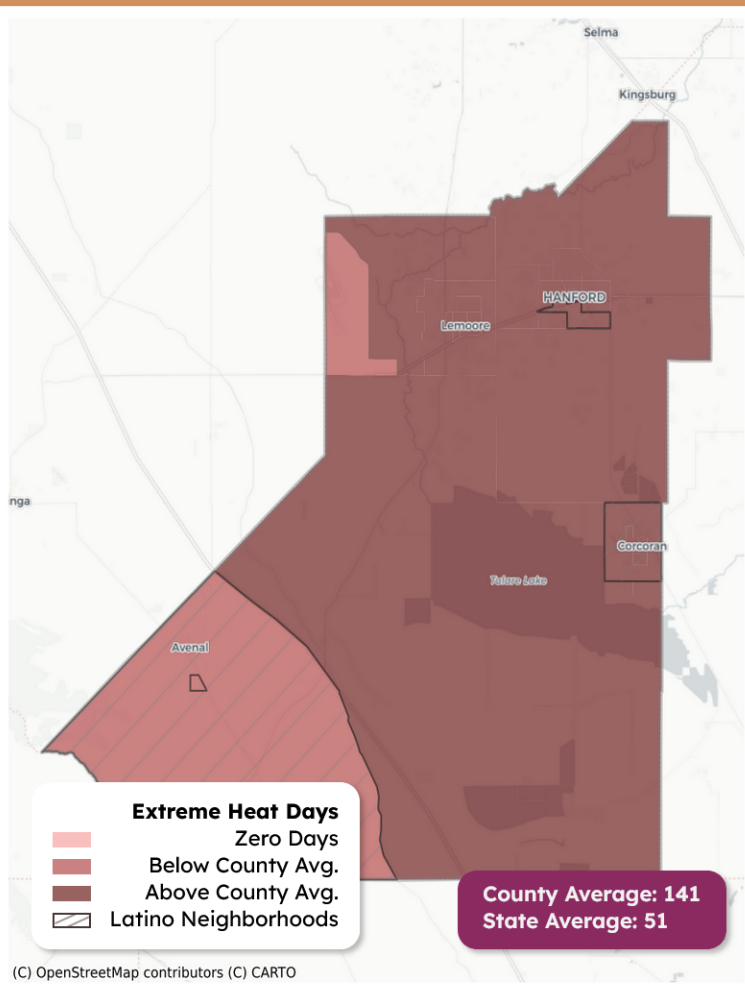 Selma
Kingsburg
HANFORD
Lemoore
nga
Corcoran
Tulare Lake
Avenal
Extreme Heat Days
Zero Days
Below County Avg.
Above County Avg.
Latino Neighborhoods
County Average: 141
State Average: 51
(C) OpenStreetMap contributors (C) CARTO